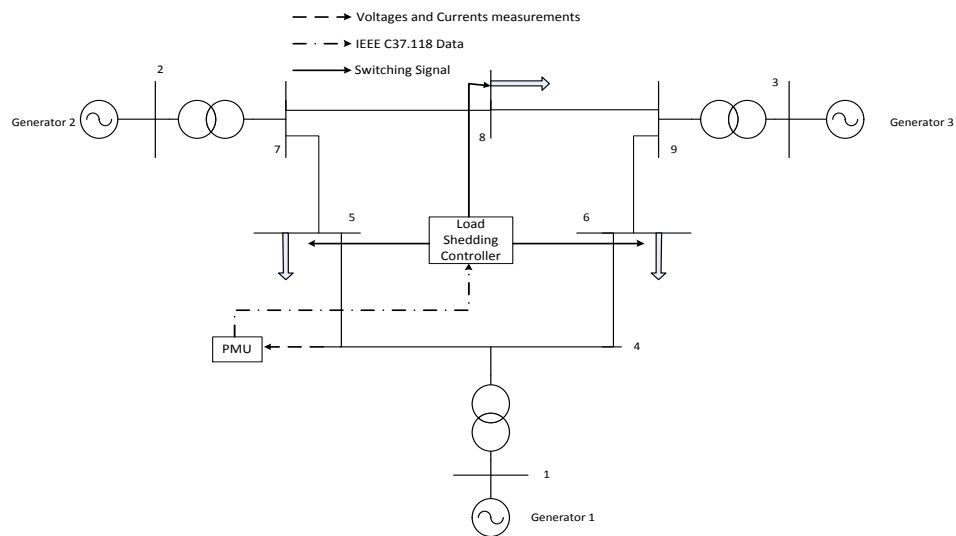 Voltages and Currents measurements
IEEE C37.118 Data
Switching Signal
2
3
Generator 2
Generator 3
7
8
9
5
6
Load
Shedding
Controller
PMU
4
1
Generator 1